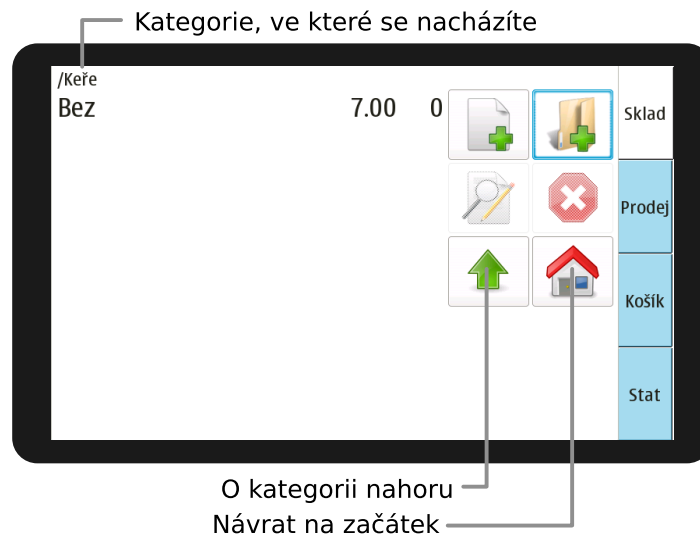 Kategorie, ve které se nacházíte
/Keře
Bez 7.00 0
Sklad
Prodej
Košík
Stat
O kategorii nahoru
Návrat na začátek